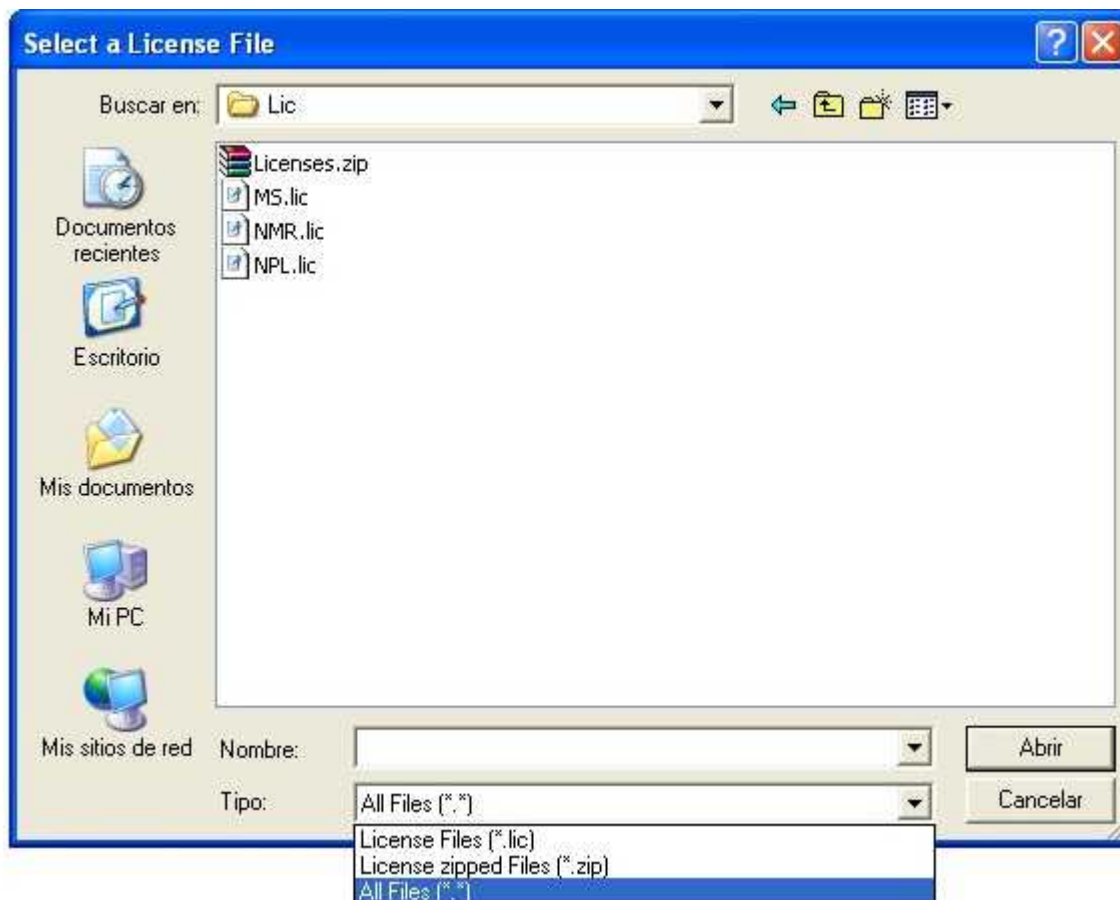 Select a License File
Buscar en:
Lic
Licenses.zip
MS.lic
NMR.lic
NPL.lic
Documentos
recientes
Escritorio
Mis documentos
Mi PC
Mis sitios de red
Nombre:
Abrir
Tipo:
All Files (*.*)
Cancelar
License Files (*.lic)
License zipped Files (*.zip)
All Files (*.*)